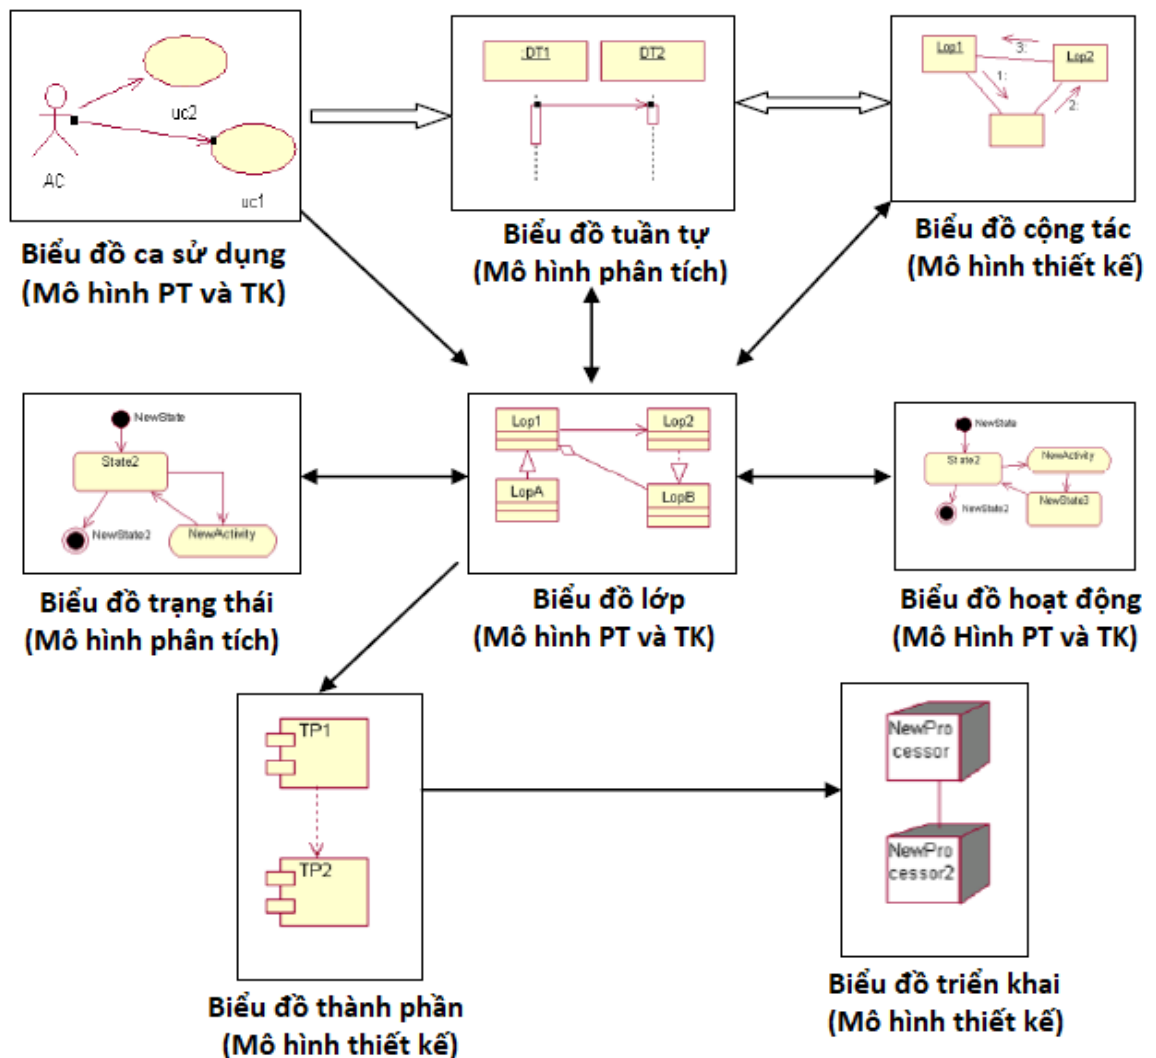 uc2
AC
uc1
Biểu đồ ca sử dụng
(Mô hình PT và TK)
:DT1
DT2
Biểu đồ tuần tự
(Mô hình phân tích)
Lop1
3:
Lop2
1:
2:
Biểu đồ cộng tác
(Mô hình thiết kế)
NewState
State2
NewState2
NewActivity
Biểu đồ trạng thái
(Mô hình phân tích)
Lop1
Lop2
LopA
LopB
Biểu đồ lớp
(Mô hình PT và TK)
NewState
State2
NewActivity
NewState3
NewState2
Biểu đồ hoạt động
(Mô Hình PT và TK)
TP1
TP2
Biểu đồ thành phần
(Mô hình thiết kế)
NewPro
cessor
NewPro
cessor2
Biểu đồ triển khai
(Mô hình thiết kế)